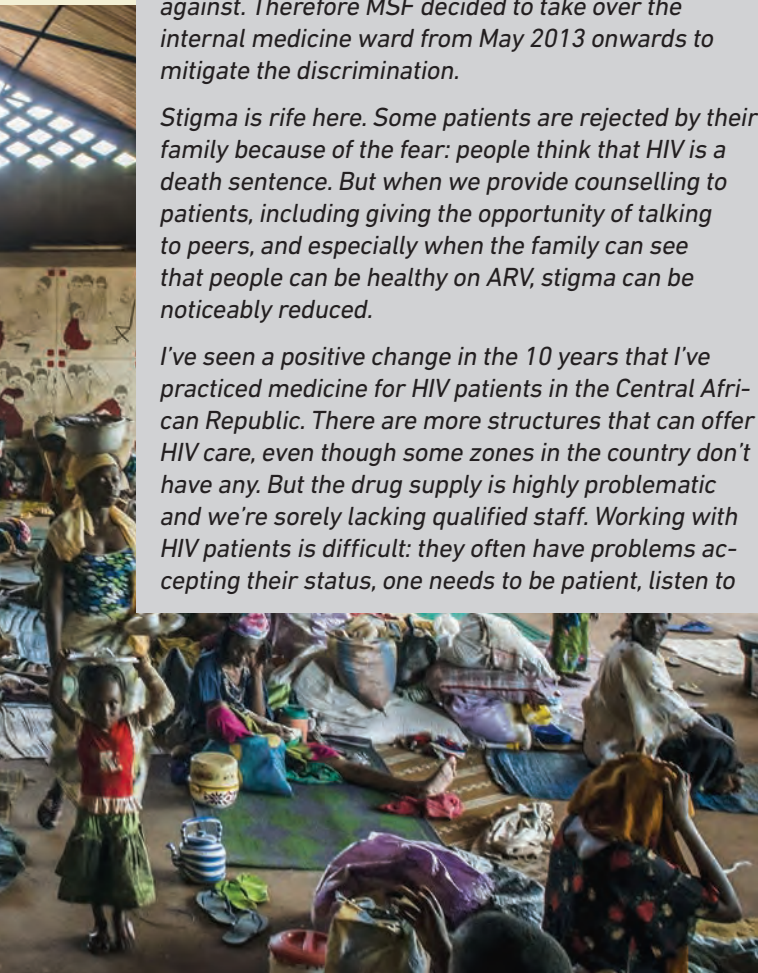 against. Therefore MSF decided to take over the
internal medicine ward from May 2013 onwards to
mitigate the discrimination.
Stigma is rife here. Some patients are rejected by their
family because of the fear: people think that HIV is a
death sentence. But when we provide counselling to
patients, including giving the opportunity of talking
to peers, and especially when the family can see
that people can be healthy on ARV, stigma can be
noticeably reduced.
I've seen a positive change in the 10 years that I've
practiced medicine for HIV patients in the Central Afri-
can Republic. There are more structures that can offer
HIV care, even though some zones in the country don't
have any. But the drug supply is highly problematic
and we're sorely lacking qualified staff. Working with
HIV patients is difficult: they often have problems ac-
cepting their status, one needs to be patient, listen to